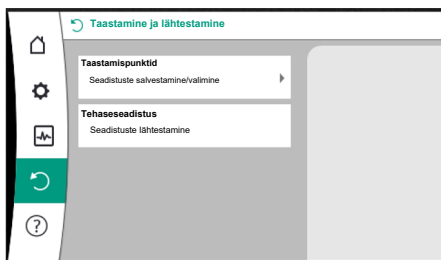 Taastamine ja lähtestamine
Taastamispunktid
Seadistuste salvestamine/valimine
Tehaseseadistus
Seadistuste lähtestamine
?